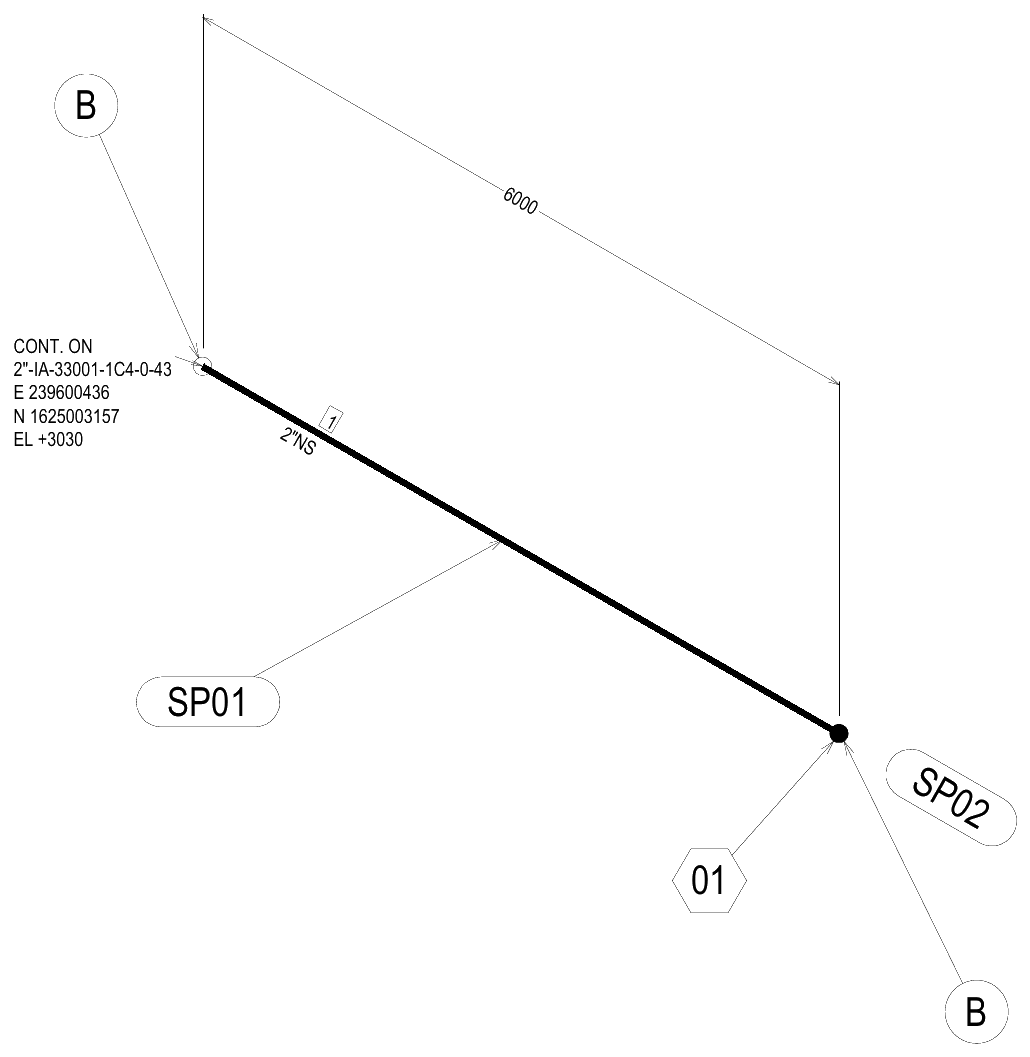 B
6000
CONT. ON
2"-IA-33001-1C4-0-43
E 239600436
N 1625003157
EL +3030
1
2"NS
SP01
SP02
01
B